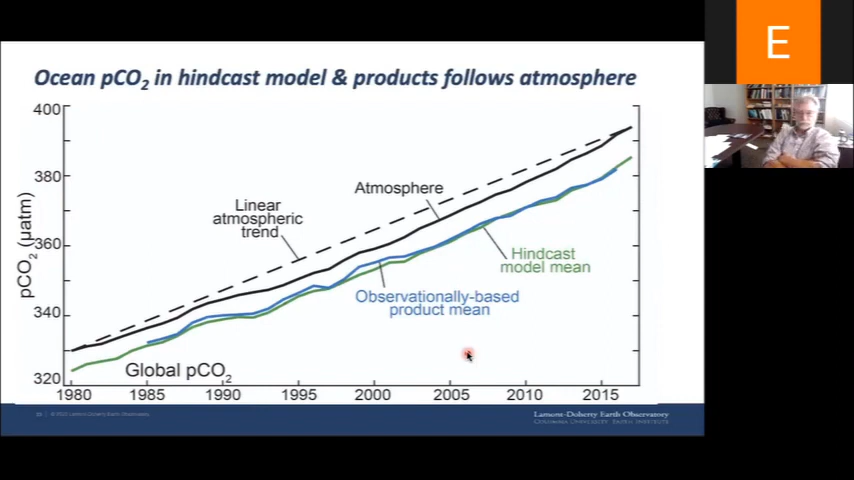 Ocean pCO₂ in hindcast model & products follows atmosphere
E
400
380
360
340
320
pCO₂ (µatm)
Atmosphere
Linear
atmospheric
trend
Hindcast
model mean
Observationally-based
product mean
Global pCO₂
1980 1985 1990 1995 2000 2005 2010 2015
Lamont-Doherty Earth Observatory
Columbia University Earth Institute